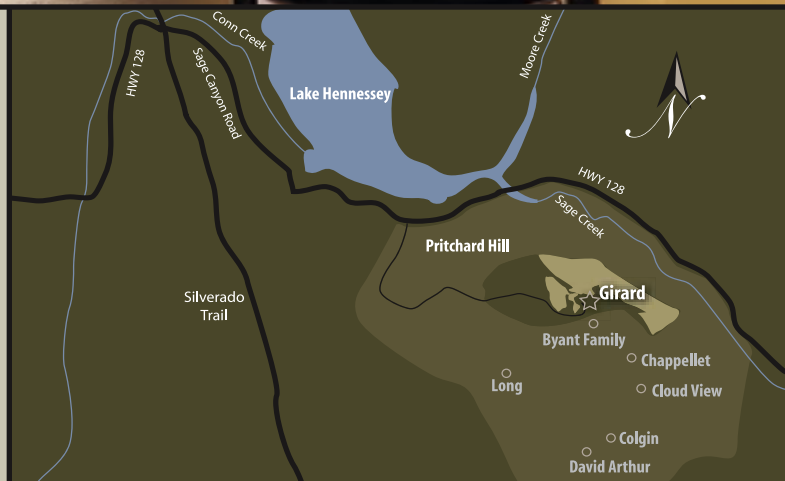 Conn Creek
HWY 128
Sage Canyon Road
Lake Hennessey
Moore Creek
N
HWY 128
Sage Creek
Pritchard Hill
Girard
Silverado
Trail
Byant Family
Chappellet
Long
Cloud View
Colgin
David Arthur